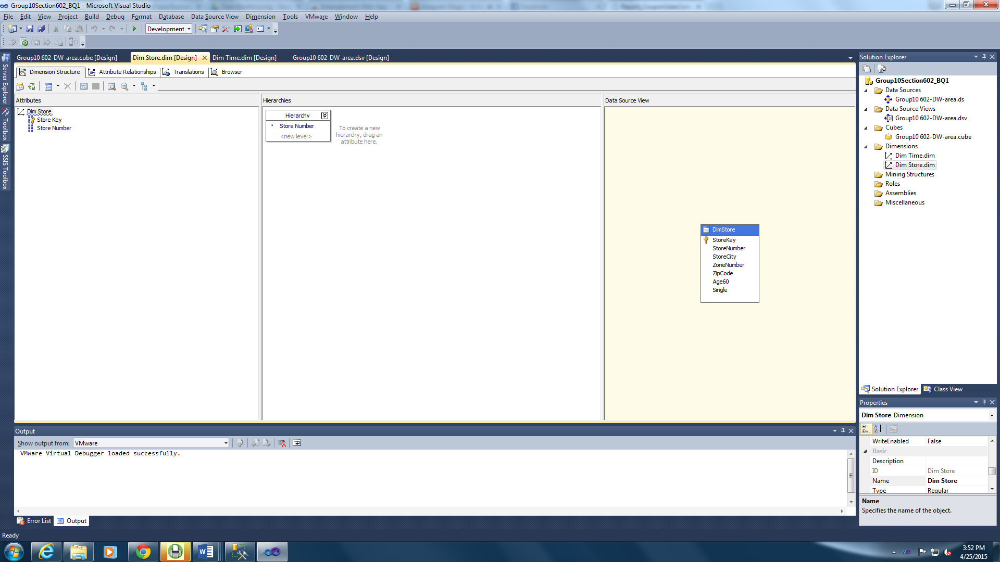 Group10Section602_BQ1 - Microsoft Visual Studio
File Edit View Project Build Debug Format Database Data Source View Dimension Tools VMware Window Help
Development
Group10 602-DW-area.cube [Design] Dim Store.dim [Design] Dim Time.dim [Design] Group10 602-DW-area.dsv [Design]
Dimension Structure Attribute Relationships Translations Browser
Server Explorer
Toolbox
SSIS Toolbox
Attributes
Dim Store
Store Key
Store Number
Hierarchies
Hierarchy
Store Number
<new level>
To create a new
hierarchy, drag an
attribute here.
Data Source View
DimStore
StoreKey
StoreNumber
StoreCity
ZoneNumber
ZipCode
Age60
Single
Solution Explorer
Group10Section602_BQ1
Data Sources
Group10 602-DW-area.ds
Data Source Views
Group10 602-DW-area.dsv
Cubes
Group10 602-DW-area.cube
Dimensions
Dim Time.dim
Dim Store.dim
Mining Structures
Roles
Assemblies
Miscellaneous
Solution Explorer Class View
Properties
Dim Store Dimension
WriteEnabled False
Basic
Description
ID Dim Store
Name Dim Store
Type Regular
Name
Specifies the name of the object.
Output
Show output from: VMware
VMware Virtual Debugger loaded successfully.
Error List Output
Ready
3:52 PM
4/25/2015